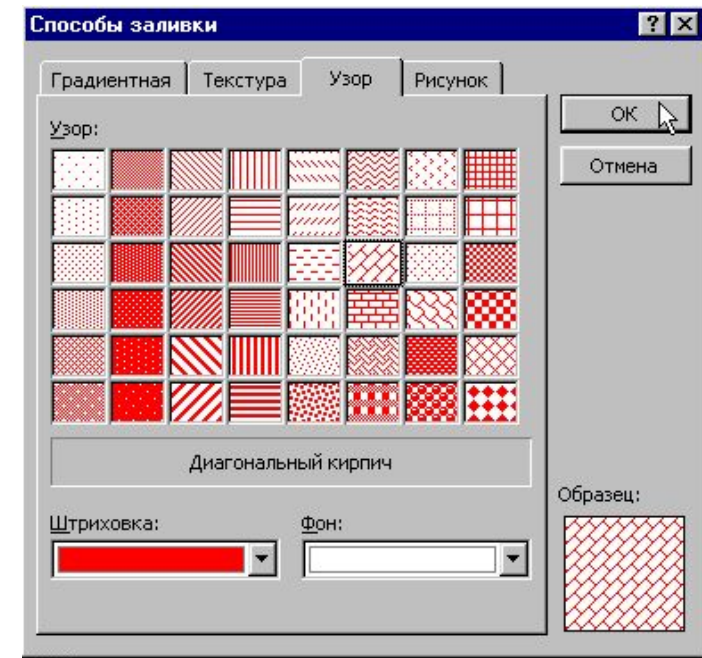 Способы заливки
Градиентная Текстура Узор Рисунок
ОК
Узор:
Отмена
Диагональный кирпич
Образец:
Штриховка: Фон: